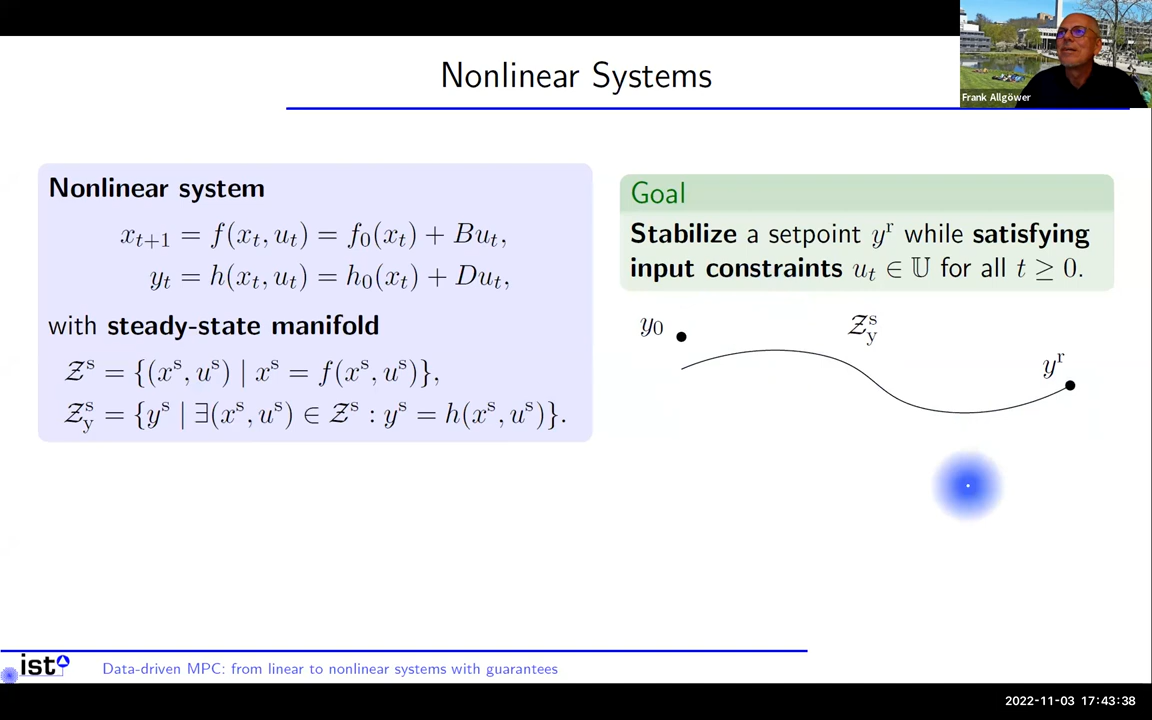 Nonlinear Systems
Frank Allgöwer
Nonlinear system
x_{t+1} = f(x_t, u_t) = f_0(x_t) + Bu_t,
y_t = h(x_t, u_t) = h_0(x_t) + Du_t,
with steady-state manifold
𝒵^s = {(x^s, u^s) | x^s = f(x^s, u^s)},
𝒵_y^s = {y^s | ∃(x^s, u^s) ∈ 𝒵^s : y^s = h(x^s, u^s)}.
Goal
Stabilize a setpoint y^r while satisfying
input constraints u_t ∈ 𝕌 for all t ≥ 0.
y_0
𝒵_y^s
y^r
ist
Data-driven MPC: from linear to nonlinear systems with guarantees
2022-11-03 17:43:38